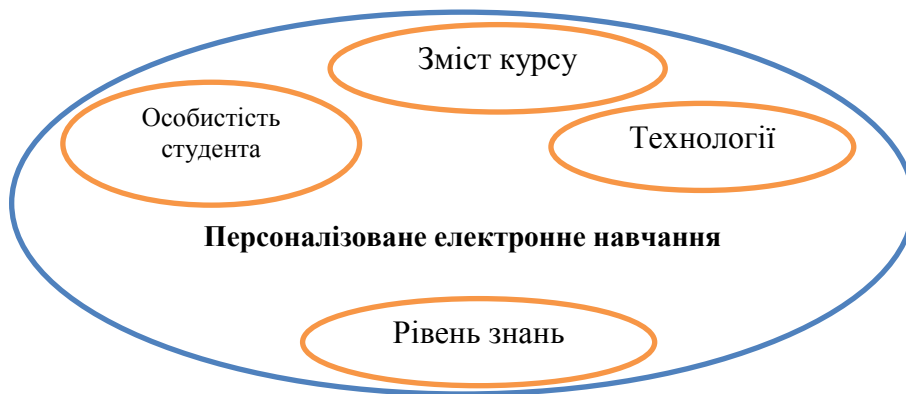 Зміст курсу
Особистість
студента
Технології
Персоналізоване електронне навчання
Рівень знань